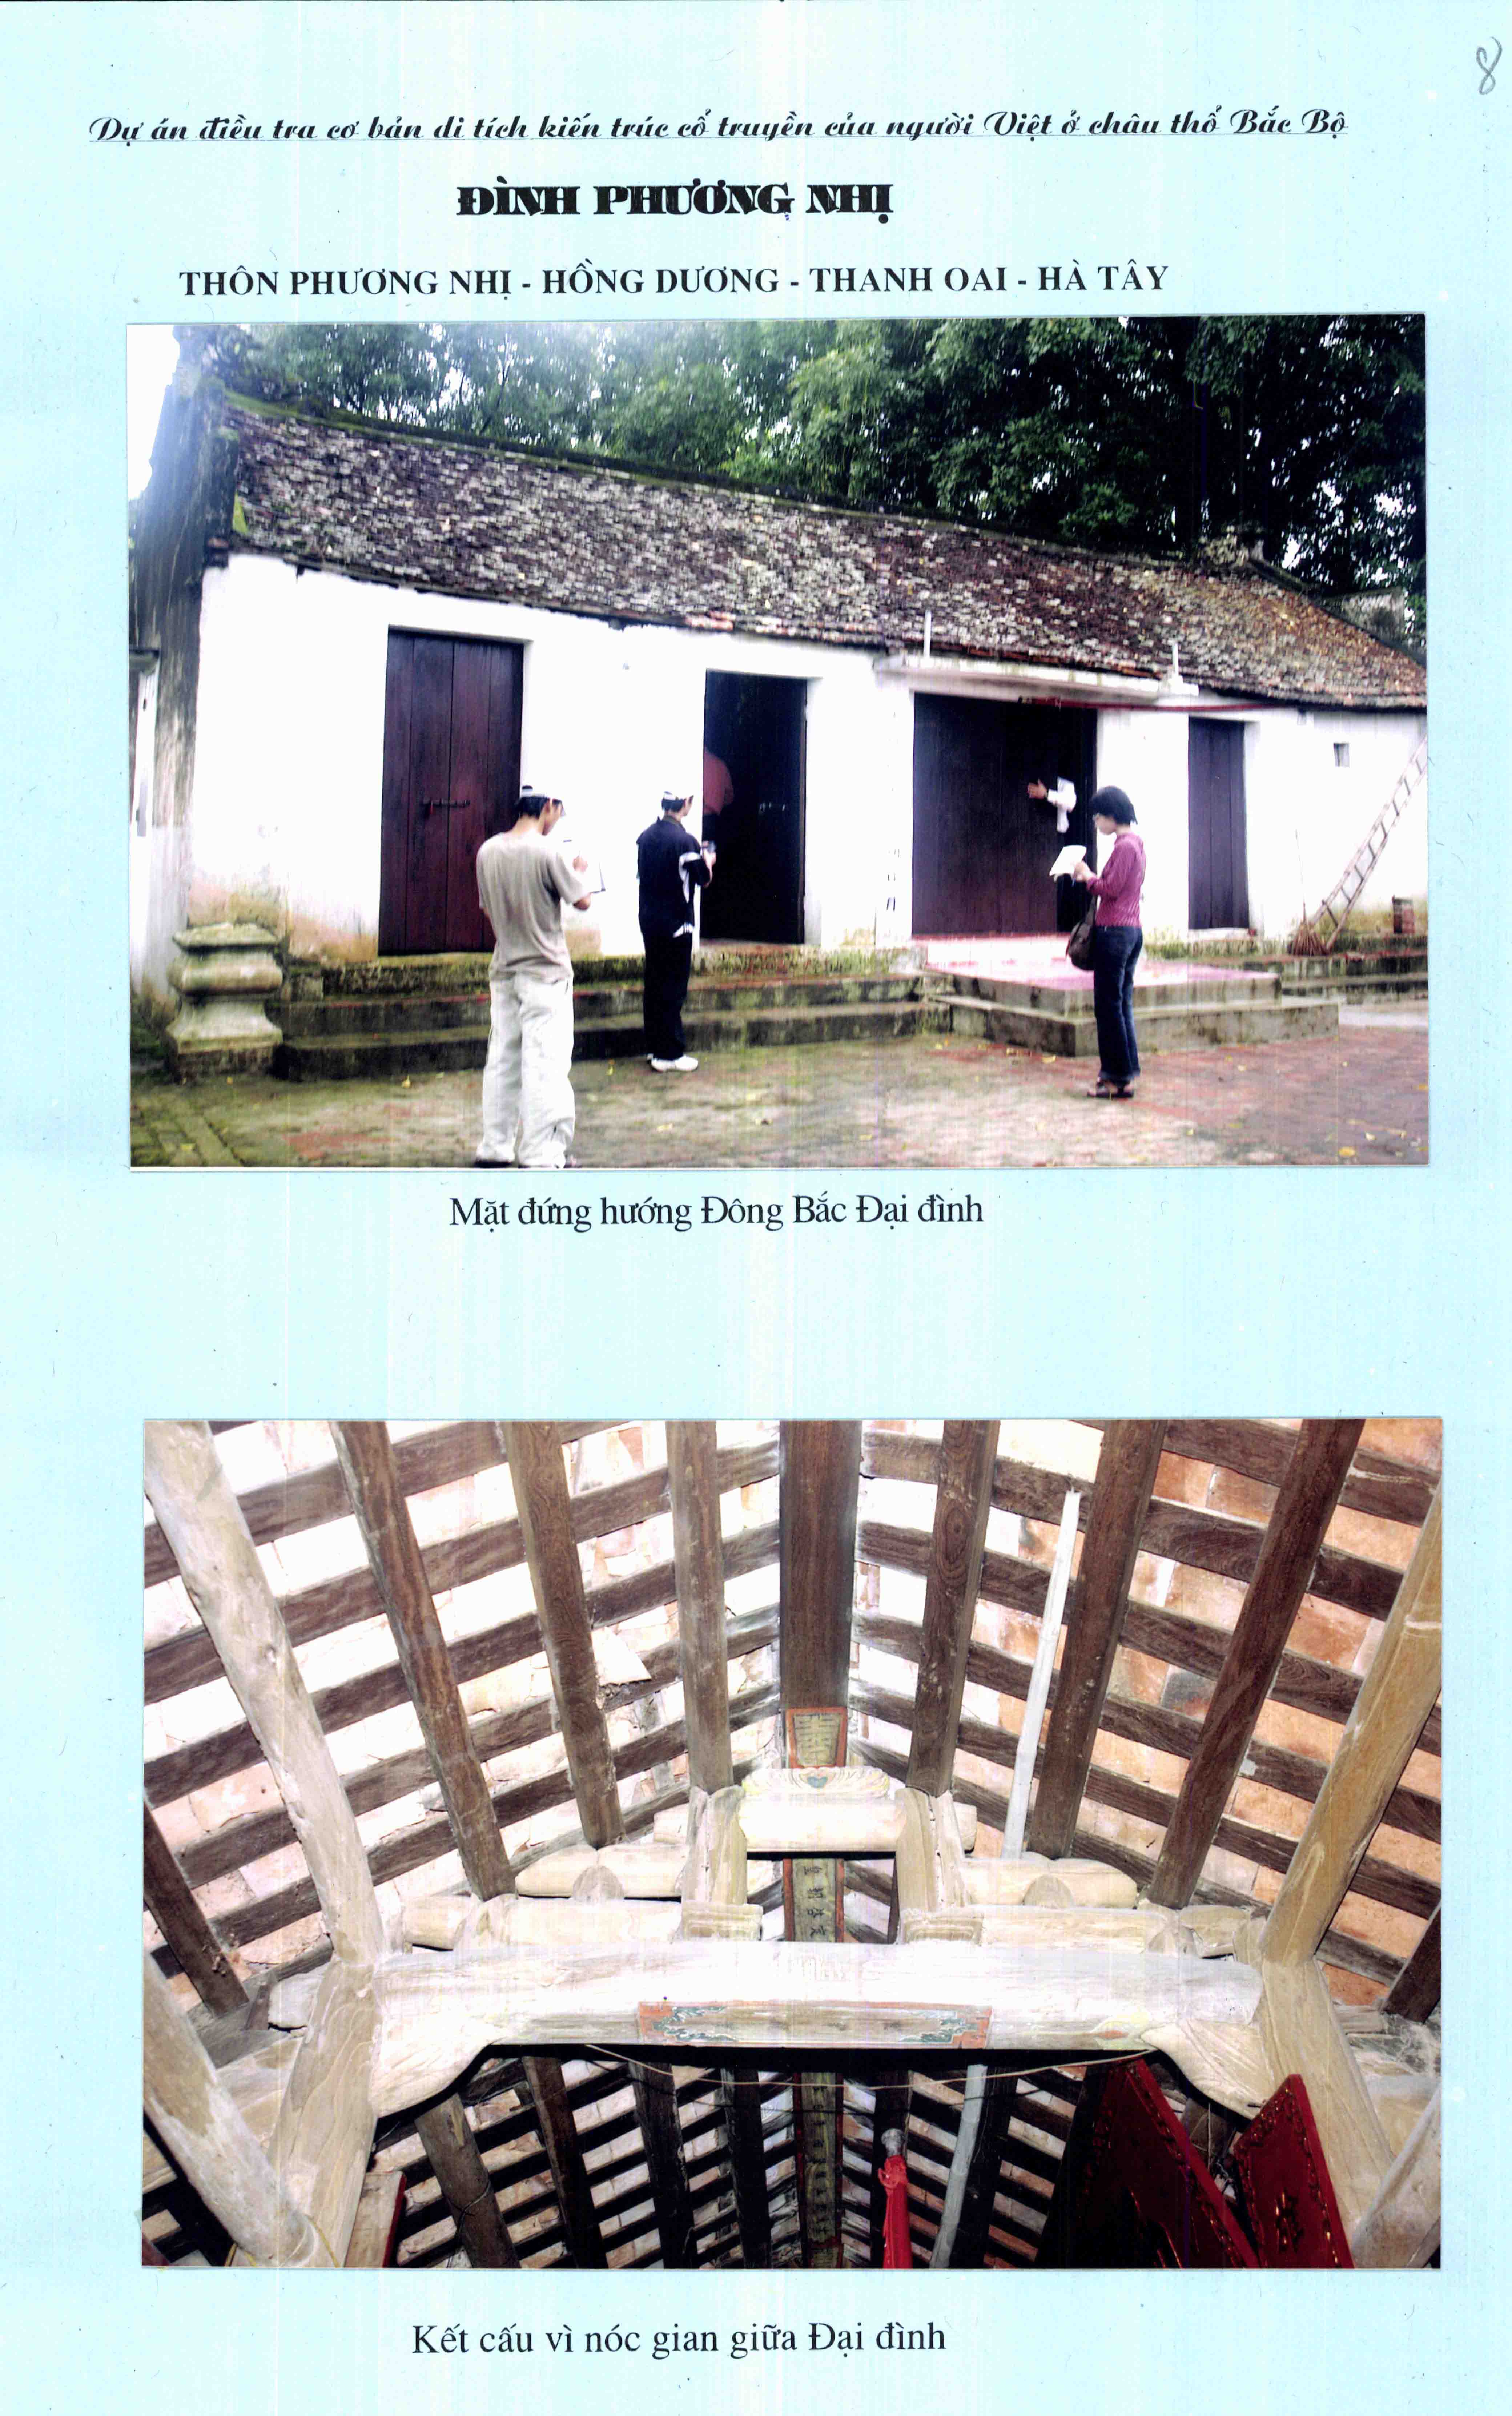 8
Dự án điều tra cơ bản di tích kiến trúc cổ truyền của người Việt ở châu thổ Bắc Bộ
ĐÌNH PHƯƠNG NHỊ
THÔN PHƯƠNG NHỊ - HỒNG DƯƠNG - THANH OAI - HÀ TÂY
Mặt đứng hướng Đông Bắc Đại đình
Kết cấu vì nóc gian giữa Đại đình